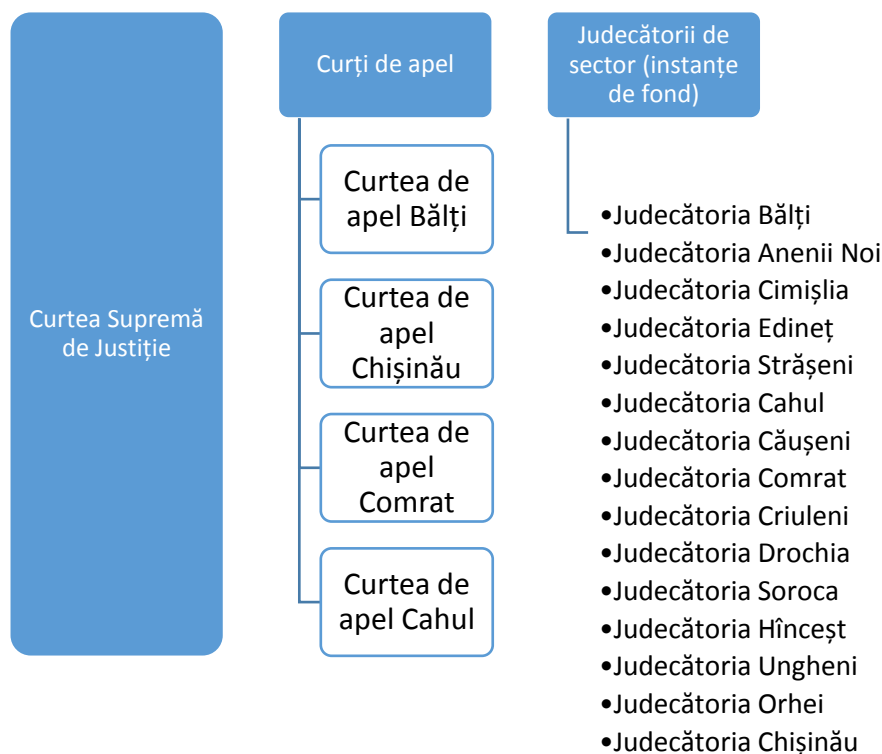 Curtea Supremă
de Justiție
Curți de apel
Curtea de
apel Bălți
Curtea de
apel
Chișinău
Curtea de
apel
Comrat
Curtea de
apel Cahul
Judecătorii de
sector (instanțe
de fond)
•Judecătoria Bălți
•Judecătoria Anenii Noi
•Judecătoria Cimișlia
•Judecătoria Edineț
•Judecătoria Strășeni
•Judecătoria Cahul
•Judecătoria Căușeni
•Judecătoria Comrat
•Judecătoria Criuleni
•Judecătoria Drochia
•Judecătoria Soroca
•Judecătoria Hîncești
•Judecătoria Ungheni
•Judecătoria Orhei
•Judecătoria Chișinău